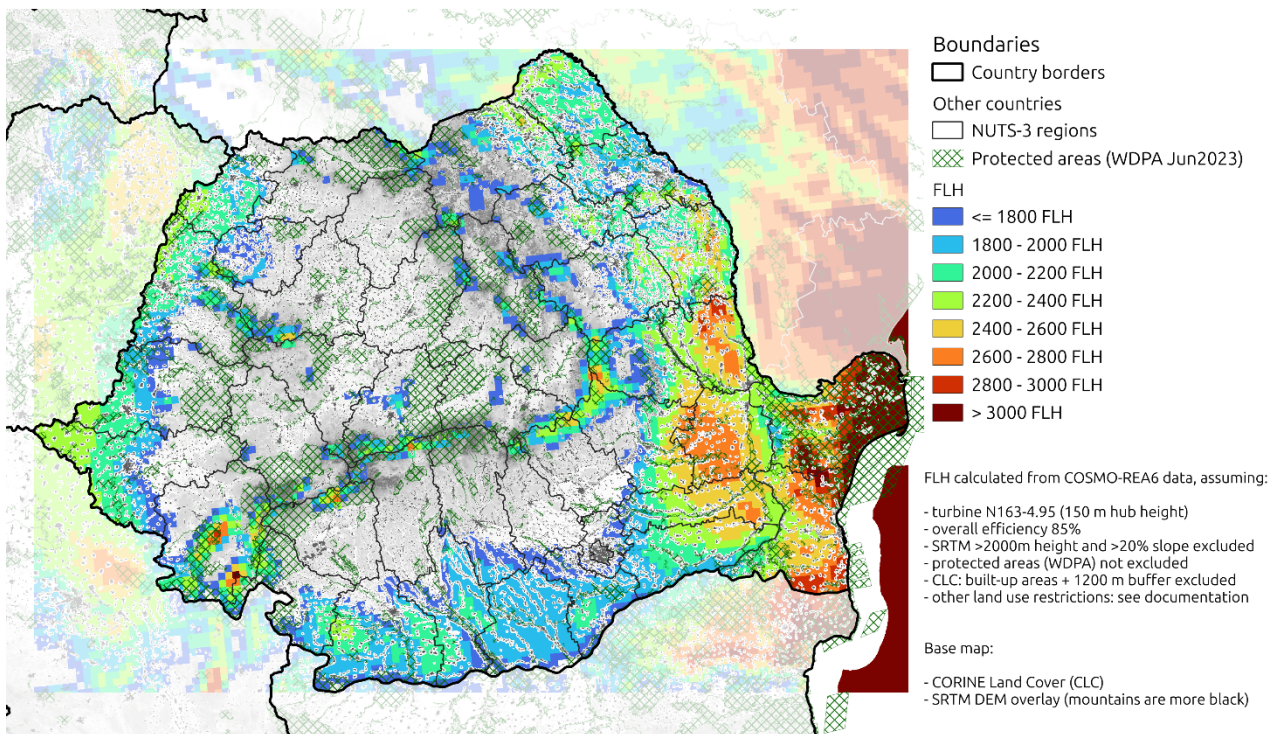 Boundaries
Country borders
Other countries
NUTS-3 regions
Protected areas (WDPA Jun2023)
FLH
<= 1800 FLH
1800 - 2000 FLH
2000 - 2200 FLH
2200 - 2400 FLH
2400 - 2600 FLH
2600 - 2800 FLH
2800 - 3000 FLH
> 3000 FLH
FLH calculated from COSMO-REA6 data, assuming:
- turbine N163-4.95 (150 m hub height)
- overall efficiency 85%
- SRTM >2000m height and >20% slope excluded
- protected areas (WDPA) not excluded
- CLC: built-up areas + 1200 m buffer excluded
- other land use restrictions: see documentation
Base map:
- CORINE Land Cover (CLC)
- SRTM DEM overlay (mountains are more black)